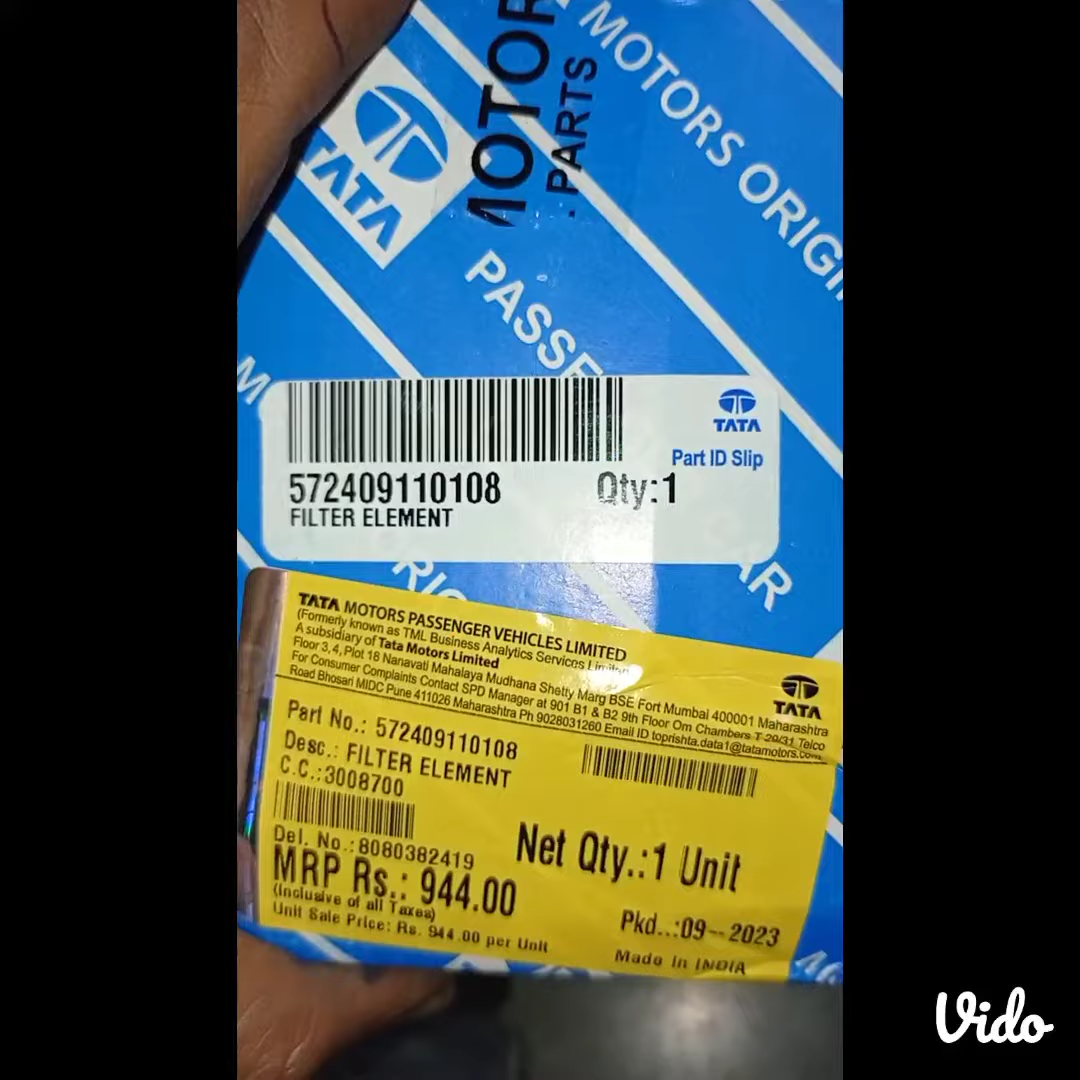 MOTORS ORIGI
MOTOR
PARTS
TATA
PASSE
M
TATA
Part ID Slip
572409110108
Qty:1
FILTER ELEMENT
AR
RIG
TATA MOTORS PASSENGER VEHICLES LIMITED
(Formerly known as TML Business Analytics Services Limited
A subsidiary of Tata Motors Limited
Floor 3, 4, Plot 18 Nanavati Mahalaya Mudhana Shetty Marg BSE Fort Mumbai 400001 Maharashtra
For Consumer Complaints Contact SPD Manager at 901 B1 & B2 9th Floor Om Chambers T-29/31 Telco
Road Bhosari MIDC Pune 411026 Maharashtra Ph 9028031260 Email ID toprishta.data1@tatamotors.com
TATA
Part No.: 572409110108
Desc.: FILTER ELEMENT
C.C.:3008700
Del. No.:8080382419
Net Qty.:1 Unit
MRP Rs.: 944.00
(Inclusive of all Taxes)
Unit Sale Price: Rs. 944.00 per Unit
Pkd..:09--2023
Made In INDIA
Vido